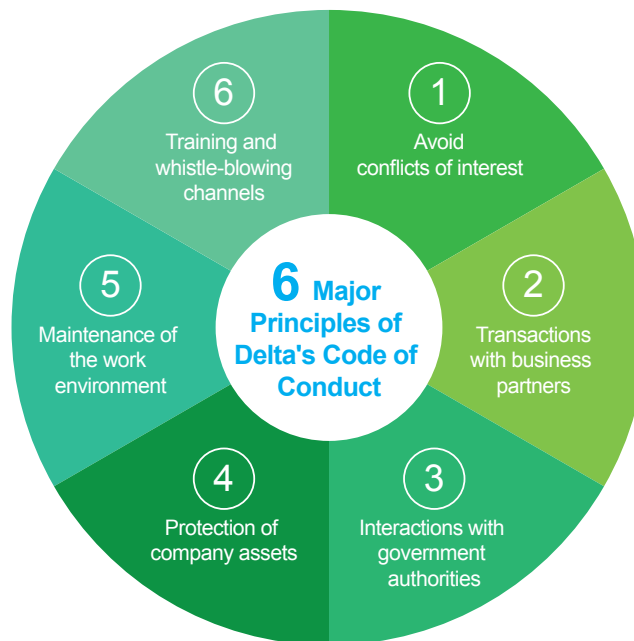 6 Major
Principles of
Delta's Code of
Conduct
1
Avoid
conflicts of interest
2
Transactions
with business
partners
3
Interactions with
government
authorities
4
Protection of
company assets
5
Maintenance of
the work
environment
6
Training and
whistle-blowing
channels